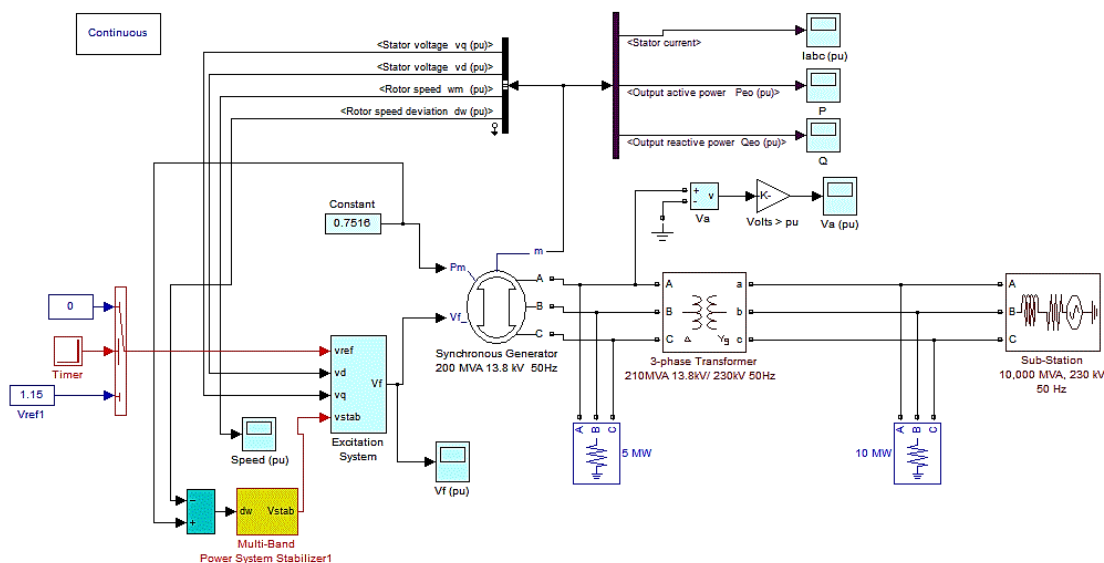 Continuous
<Stator voltage vq (pu)>
<Stator voltage vd (pu)>
<Rotor speed wm (pu)>
<Rotor speed deviation dw (pu)>
<Stator current>
Iabc (pu)
<Output active power Peo (pu)>
P
<Output reactive power Qeo (pu)>
Q
Constant
0.7516
+
-
v
Va
K-
Volts > pu
Va (pu)
m
Pm
Vf_
A
B
C
Synchronous Generator
200 MVA 13.8 kV 50Hz
A
B
C
a
b
c
Δ
Yg
3-phase Transformer
210MVA 13.8kV/ 230kV 50Hz
A
B
C
Sub-Station
10,000 MVA, 230 kV
50 Hz
0
Timer
1.15
Vref1
vref
vd
vq
vstab
Vf
Excitation
System
Speed (pu)
Vf (pu)
A B C
5 MW
A B C
10 MW
−
+
dw
Vstab
Multi-Band
Power System Stabilizer1